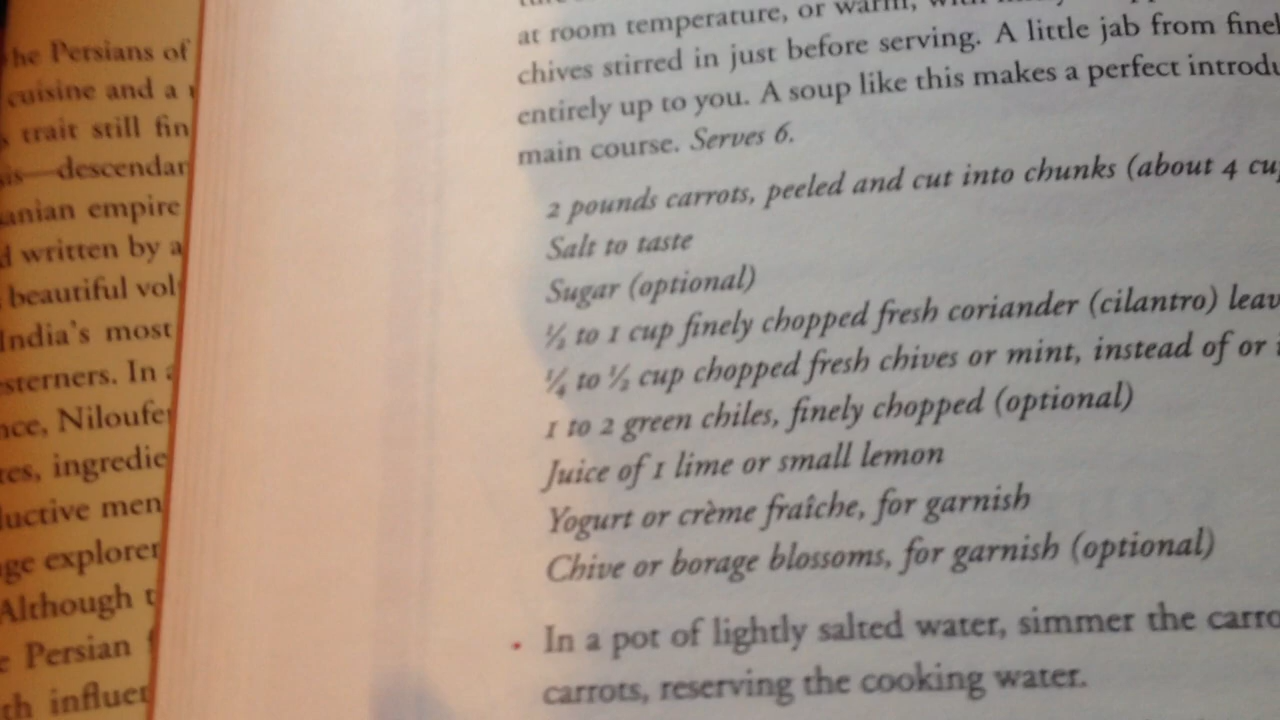 he Persians of
cuisine and a
trait still fin
is—descendan
anian empire
d written by a
beautiful vol
India's most
sterners. In
nce, Niloufer
res, ingredie
ductive men
ge explorer
Although t
e Persian
th influen
at room temperature, or warm,
chives stirred in just before serving. A little jab from finel
entirely up to you. A soup like this makes a perfect introdu
main course. Serves 6.
2 pounds carrots, peeled and cut into chunks (about 4 cu
Salt to taste
Sugar (optional)
½ to 1 cup finely chopped fresh coriander (cilantro) leav
¼ to ½ cup chopped fresh chives or mint, instead of or
1 to 2 green chiles, finely chopped (optional)
Juice of 1 lime or small lemon
Yogurt or crème fraîche, for garnish
Chive or borage blossoms, for garnish (optional)
• In a pot of lightly salted water, simmer the carro
carrots, reserving the cooking water.